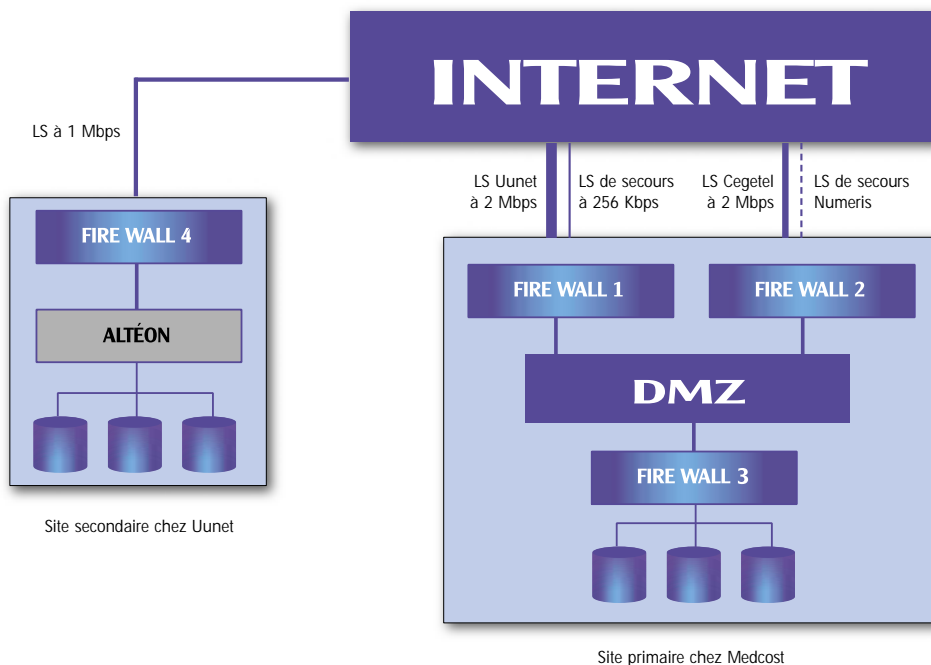 INTERNET
LS à 1 Mbps
LS Uunet
à 2 Mbps
LS de secours
à 256 Kbps
LS Cegetel
à 2 Mbps
LS de secours
Numeris
FIRE WALL 4
ALTÉON
Site secondaire chez Uunet
FIRE WALL 1
FIRE WALL 2
DMZ
FIRE WALL 3
Site primaire chez Medcost